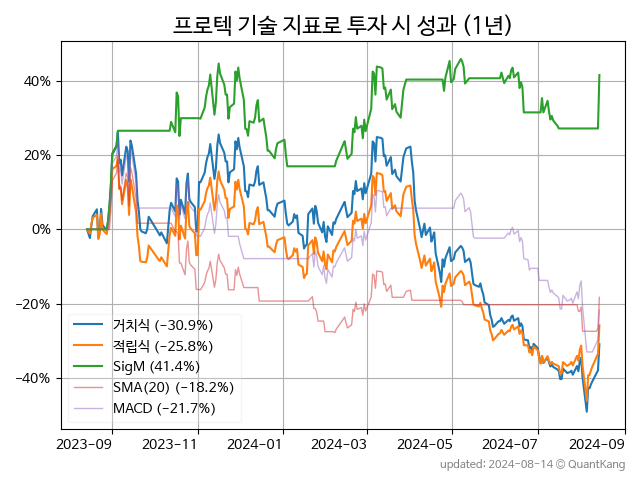 프로텍 기술 지표로 투자 시 성과 (1년)
40%
20%
0%
−20%
−40%
거치식 (−30.9%)
적립식 (−25.8%)
SigM (41.4%)
SMA(20) (−18.2%)
MACD (−21.7%)
2023-09 2023-11 2024-01 2024-03 2024-05 2024-07 2024-09
updated: 2024-08-14 © QuantKang